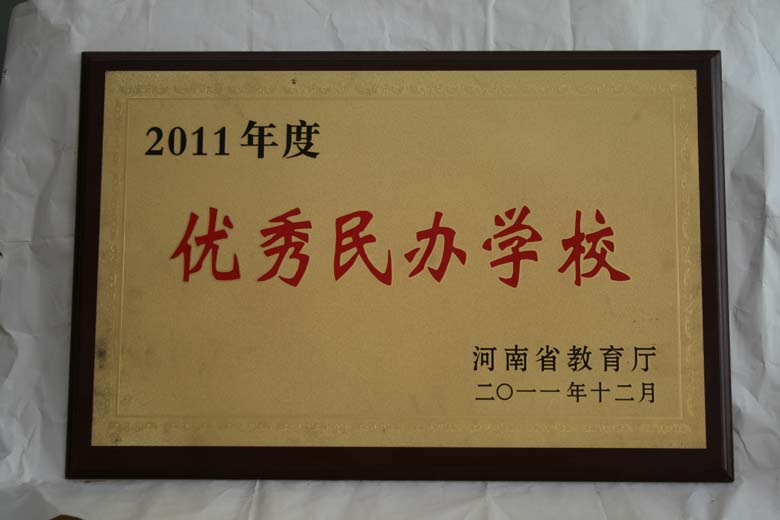 2011年度
优秀民办学校
河南省教育厅
二〇一一年十二月